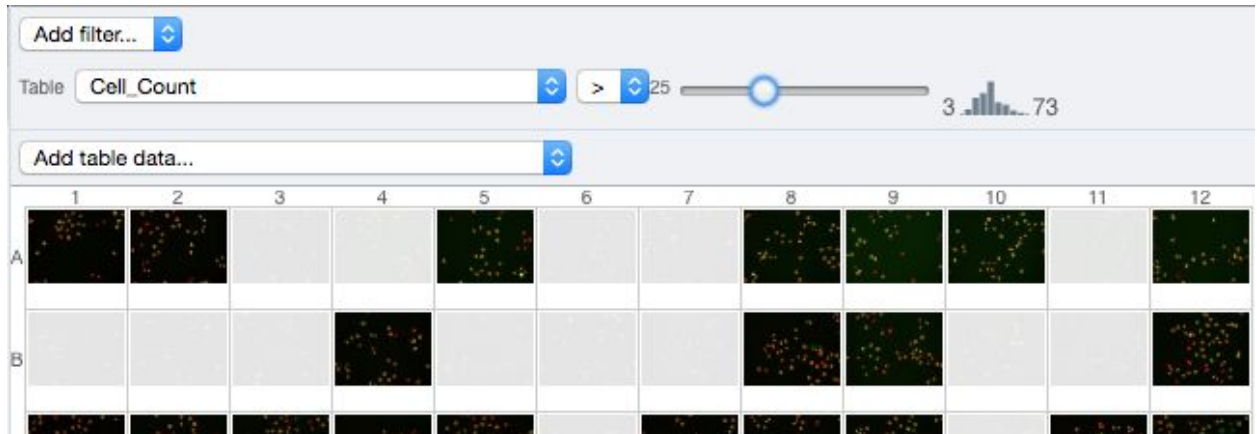 Add filter...
Table Cell_Count > 25 3 73
Add table data...
1 2 3 4 5 6 7 8 9 10 11 12
A
B